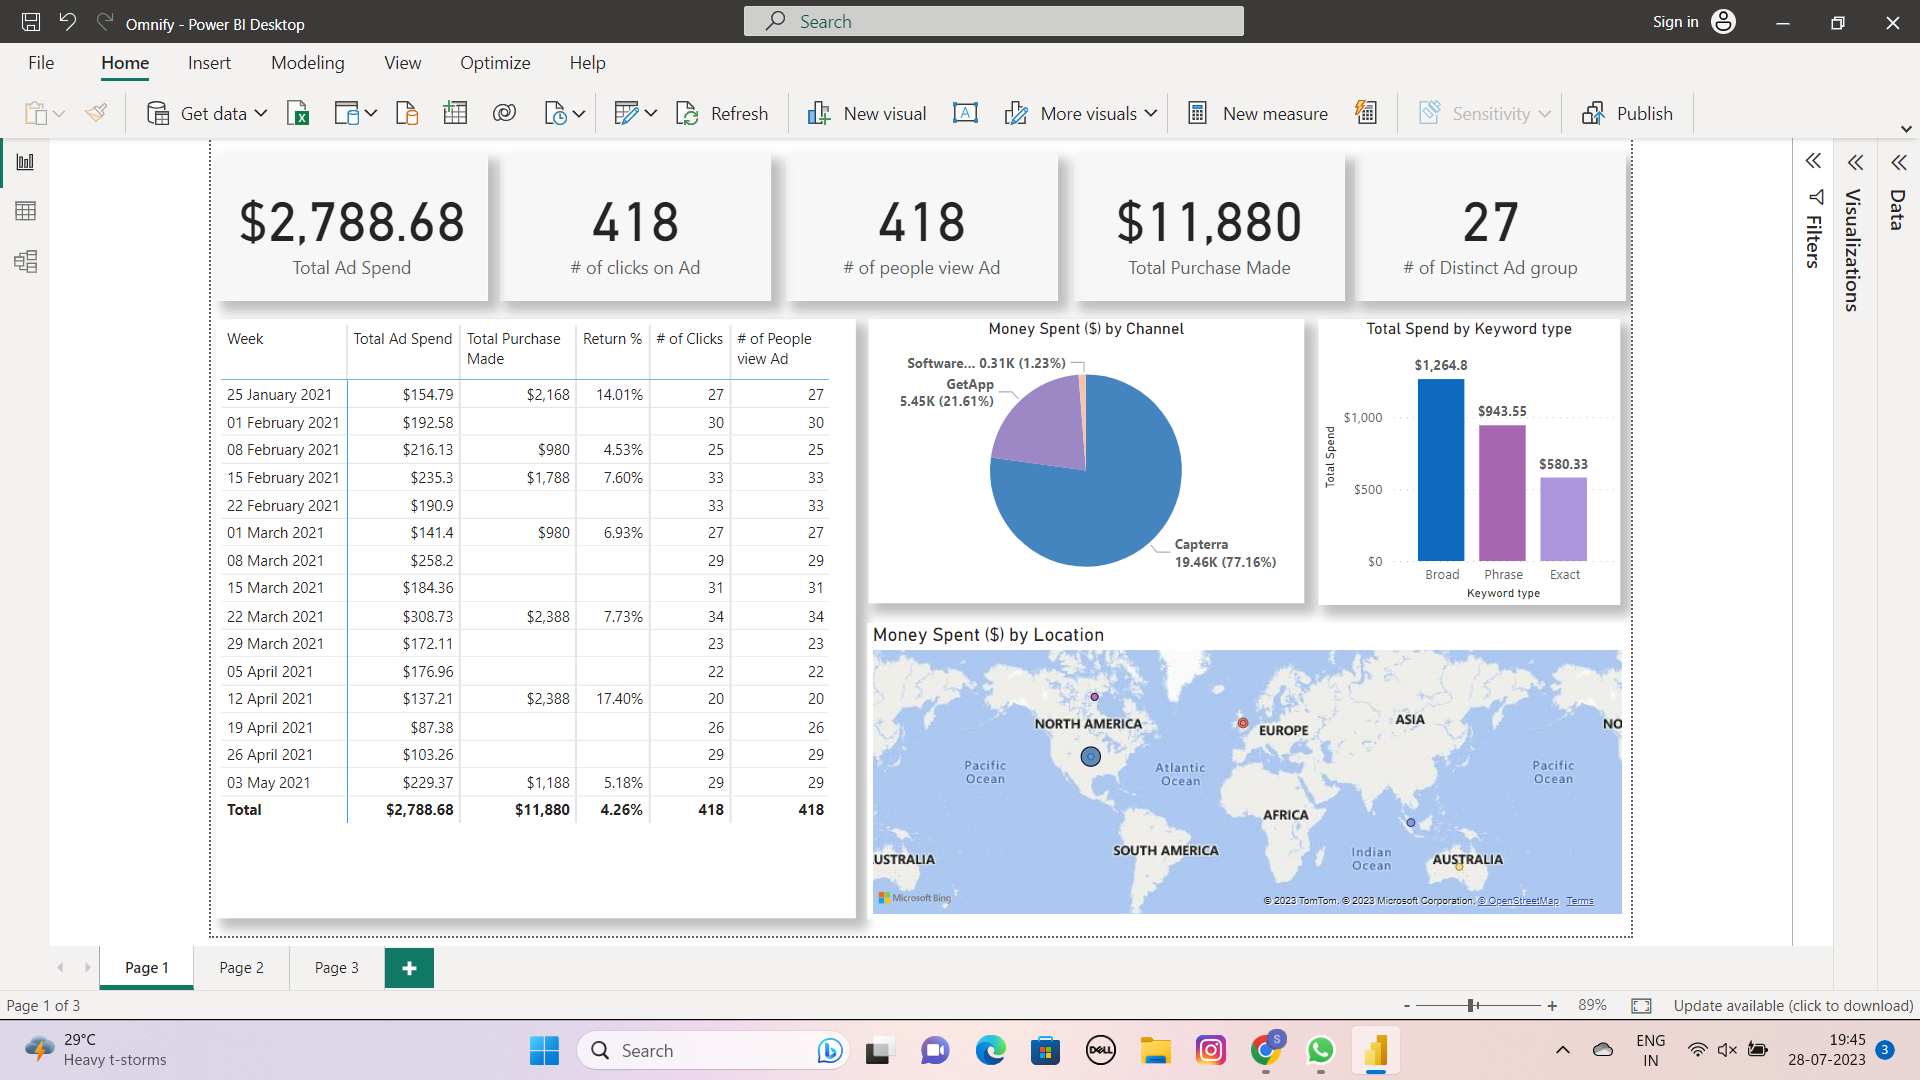 Omnify - Power BI Desktop
Search
Sign in
File Home Insert Modeling View Optimize Help
Get data Refresh New visual More visuals New measure Sensitivity Publish
$2,788.68
Total Ad Spend
418
# of clicks on Ad
418
# of people view Ad
$11,880
Total Purchase Made
27
# of Distinct Ad group
Week Total Ad Spend Total Purchase Made Return % # of Clicks # of People view Ad
25 January 2021 $154.79 $2,168 14.01% 27 27
01 February 2021 $192.58 30 30
08 February 2021 $216.13 $980 4.53% 25 25
15 February 2021 $235.3 $1,788 7.60% 33 33
22 February 2021 $190.9 33 33
01 March 2021 $141.4 $980 6.93% 27 27
08 March 2021 $258.2 29 29
15 March 2021 $184.36 31 31
22 March 2021 $308.73 $2,388 7.73% 34 34
29 March 2021 $172.11 23 23
05 April 2021 $176.96 22 22
12 April 2021 $137.21 $2,388 17.40% 20 20
19 April 2021 $87.38 26 26
26 April 2021 $103.26 29 29
03 May 2021 $229.37 $1,188 5.18% 29 29
Total $2,788.68 $11,880 4.26% 418 418
Money Spent ($) by Channel
Software... 0.31K (1.23%)
GetApp
5.45K (21.61%)
Capterra
19.46K (77.16%)
Total Spend by Keyword type
$1,264.8
$943.55
$580.33
$1,000
$500
$0
Total Spend
Broad Phrase Exact
Keyword type
Money Spent ($) by Location
NORTH AMERICA
EUROPE
ASIA
NO
Pacific
Ocean
Atlantic
Ocean
Pacific
Ocean
AFRICA
SOUTH AMERICA
Indian
Ocean
USTRALIA
AUSTRALIA
Microsoft Bing
© 2023 TomTom, © 2023 Microsoft Corporation, © OpenStreetMap Terms
Filters
Visualizations
Data
Page 1 Page 2 Page 3 +
Page 1 of 3
- + 89%
Update available (click to download)
29°C
Heavy t-storms
Search
DELL
S
ENG
IN
19:45
28-07-2023
3